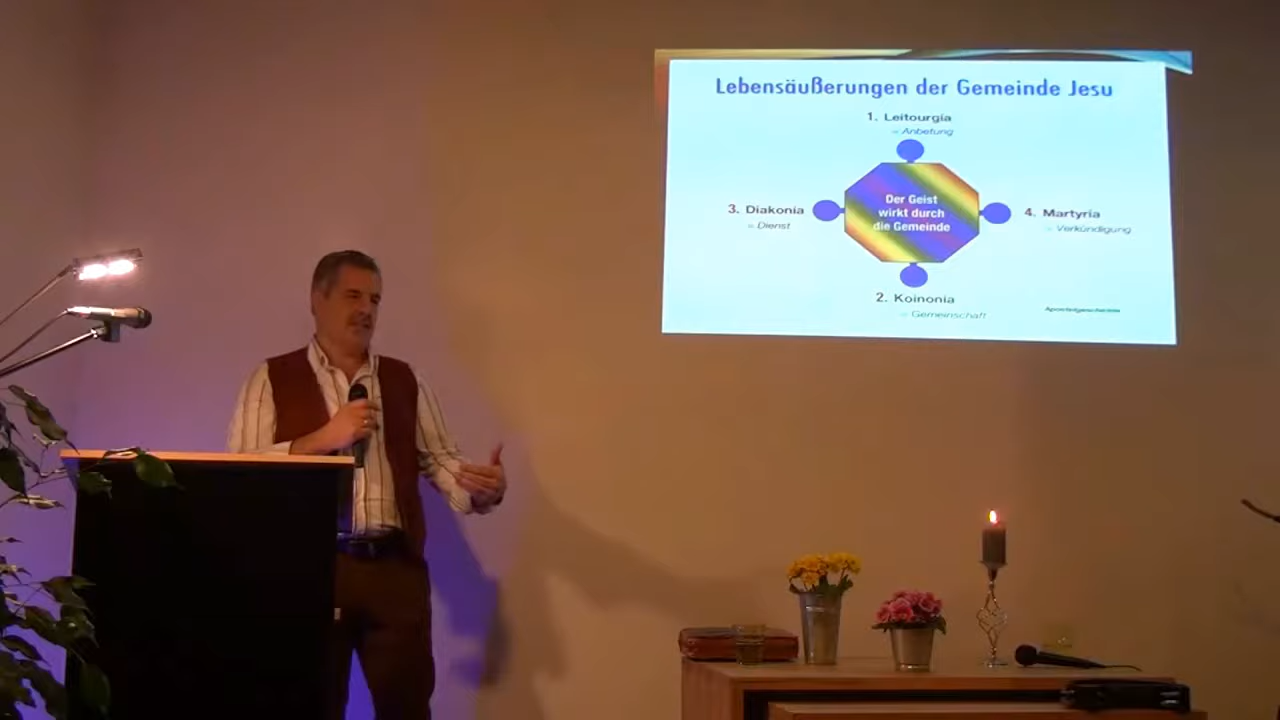 Lebensäußerungen der Gemeinde Jesu
1. Leitourgia
= Anbetung
3. Diakonia
= Dienst
Der Geist
wirkt durch
die Gemeinde
4. Martyria
= Verkündigung
2. Koinonia
= Gemeinschaft
Apostelgeschichte